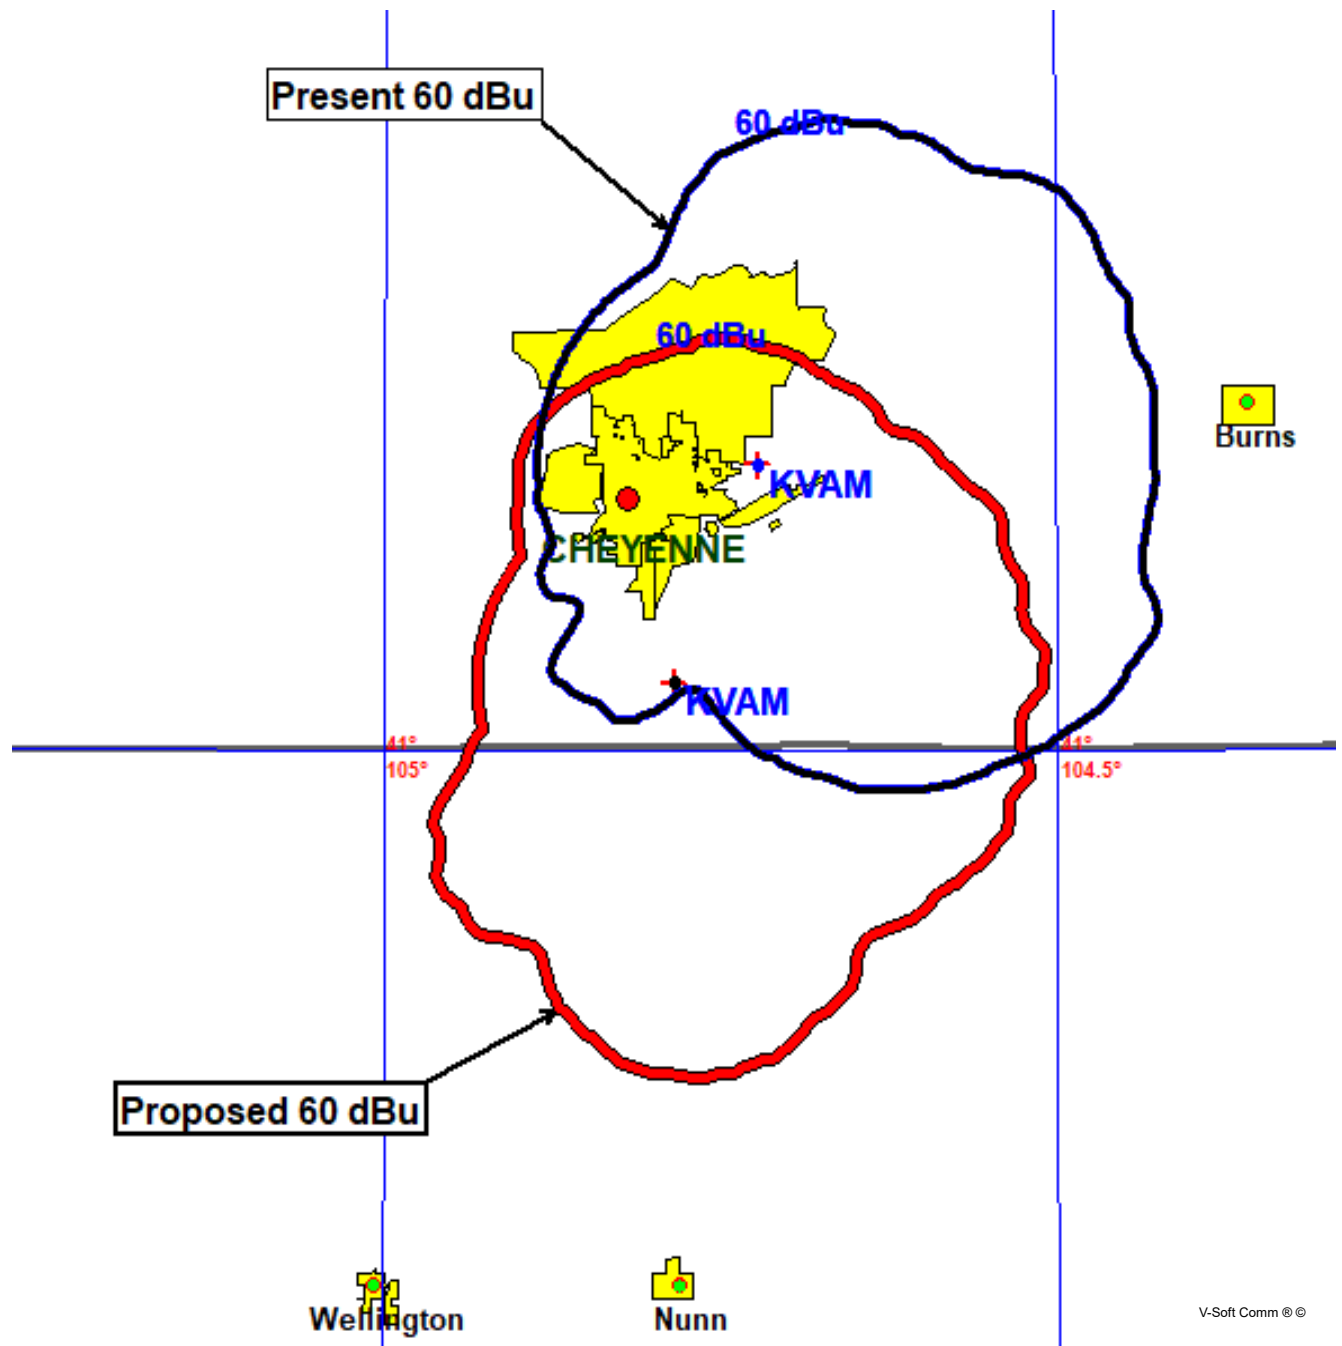 Present 60 dBu
60 dBu
60 dBu
Burns
KVAM
CHEYENNE
KVAM
41°
105°
41°
104.5°
Proposed 60 dBu
Wellington
Nunn
V-Soft Comm ® ©